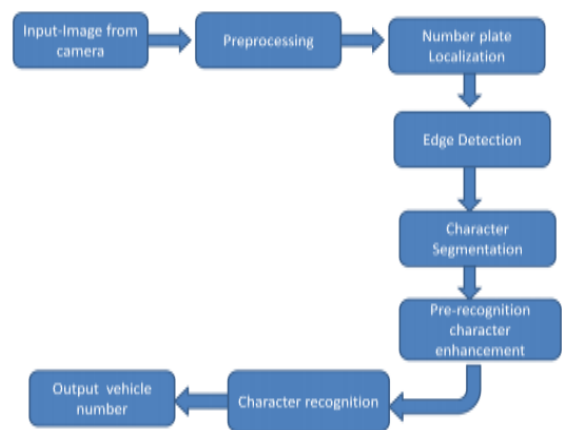 Input-Image from
camera
Preprocessing
Number plate
Localization
Edge Detection
Character
Segmentation
Pre-recognition
character
enhancement
Character recognition
Output vehicle
number